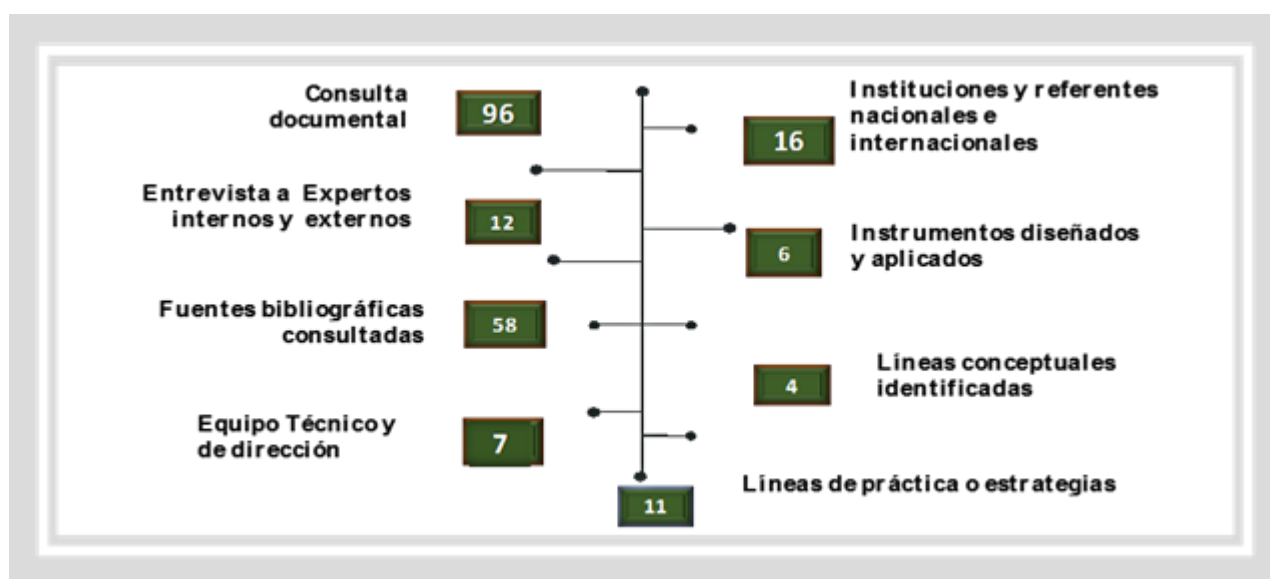 Consulta
documental
96
Instituciones y referentes
nacionales e
internacionales
16
Entrevista a Expertos
internos y externos
12
Instrumentos diseñados
y aplicados
6
Fuentes bibliográficas
consultadas
58
Líneas conceptuales
identificadas
4
Equipo Técnico y
de dirección
7
Líneas de práctica o estrategias
11